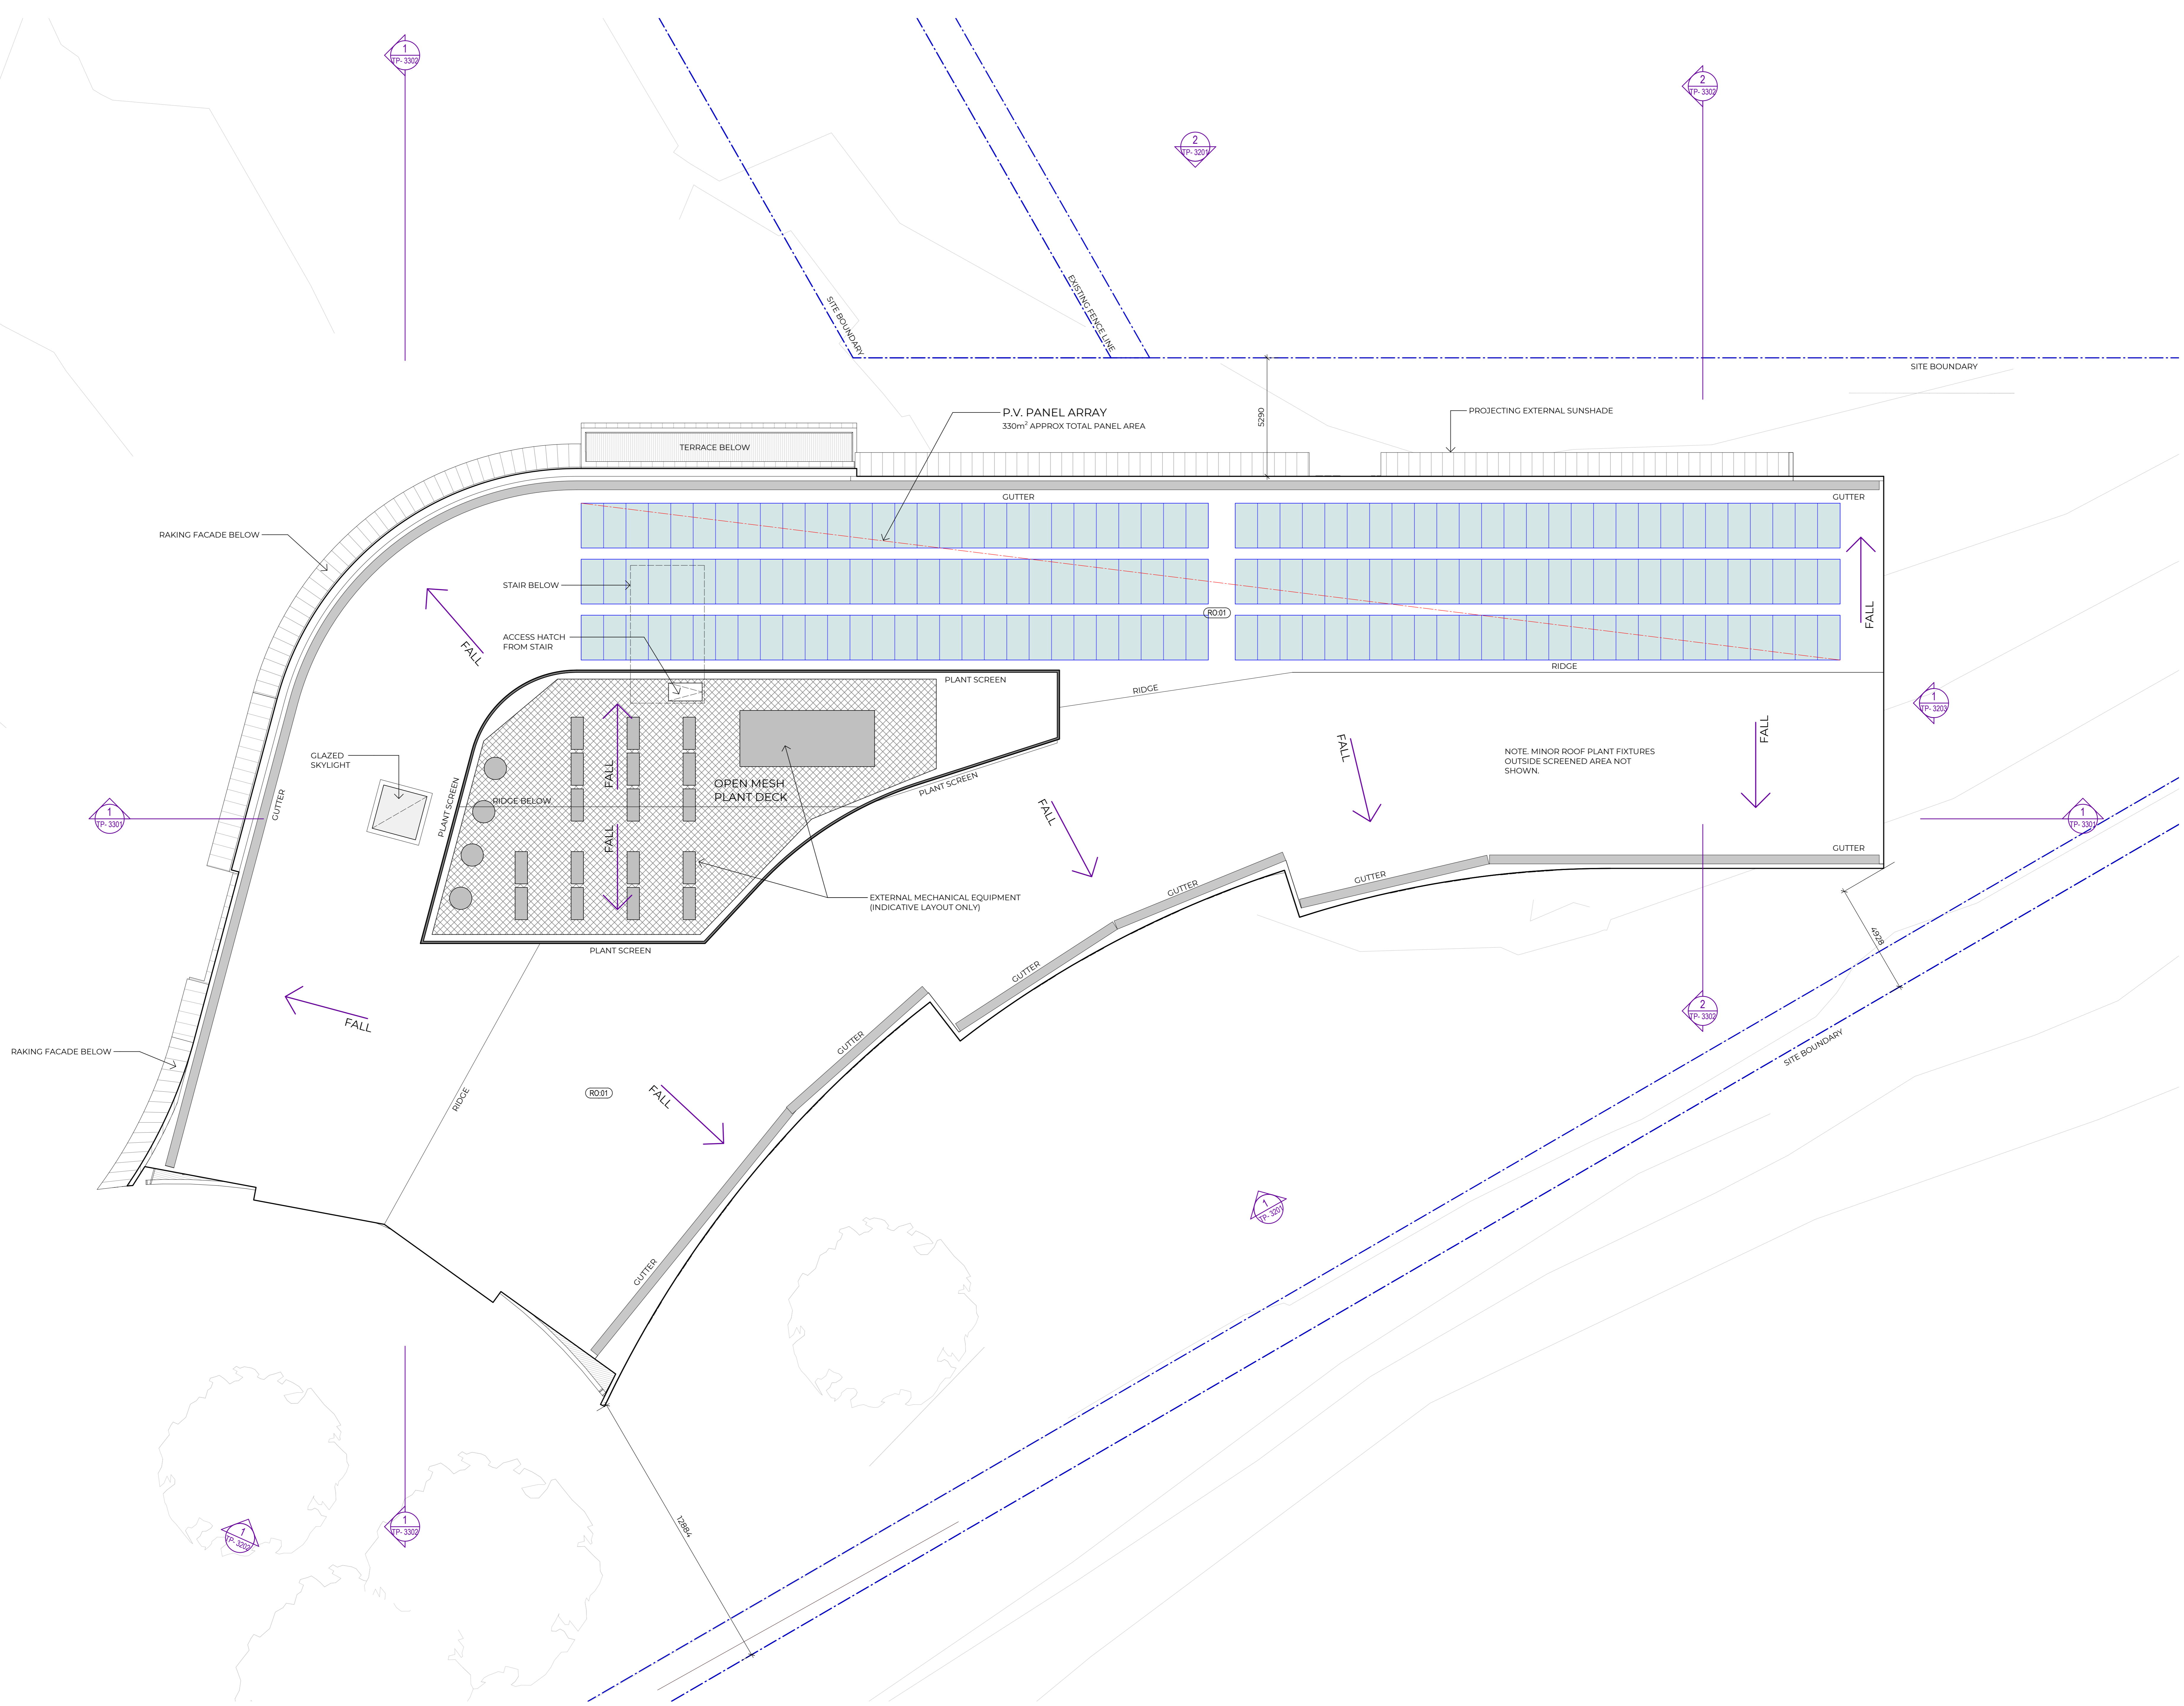 1
TP- 3302
2
TP- 3302
2
TP- 3201
SITE BOUNDARY
EXISTING FENCE LINE
SITE BOUNDARY
5290
P.V. PANEL ARRAY
330m² APPROX TOTAL PANEL AREA
PROJECTING EXTERNAL SUNSHADE
TERRACE BELOW
GUTTER
GUTTER
RAKING FACADE BELOW
STAIR BELOW
RO:01
FALL
FALL
ACCESS HATCH
FROM STAIR
RIDGE
PLANT SCREEN
RIDGE
1
TP- 3203
GLAZED
SKYLIGHT
FALL
FALL
FALL
NOTE. MINOR ROOF PLANT FIXTURES
OUTSIDE SCREENED AREA NOT
SHOWN.
OPEN MESH
PLANT DECK
PLANT SCREEN
RIDGE BELOW
PLANT SCREEN
GUTTER
FALL
1
TP- 3301
1
TP- 3301
FALL
GUTTER
GUTTER
GUTTER
EXTERNAL MECHANICAL EQUIPMENT
(INDICATIVE LAYOUT ONLY)
4928
PLANT SCREEN
GUTTER
2
TP- 3302
FALL
GUTTER
SITE BOUNDARY
RAKING FACADE BELOW
RIDGE
RO:01
FALL
1
TP- 3201
GUTTER
12884
1
TP- 3302
1
TP- 3202